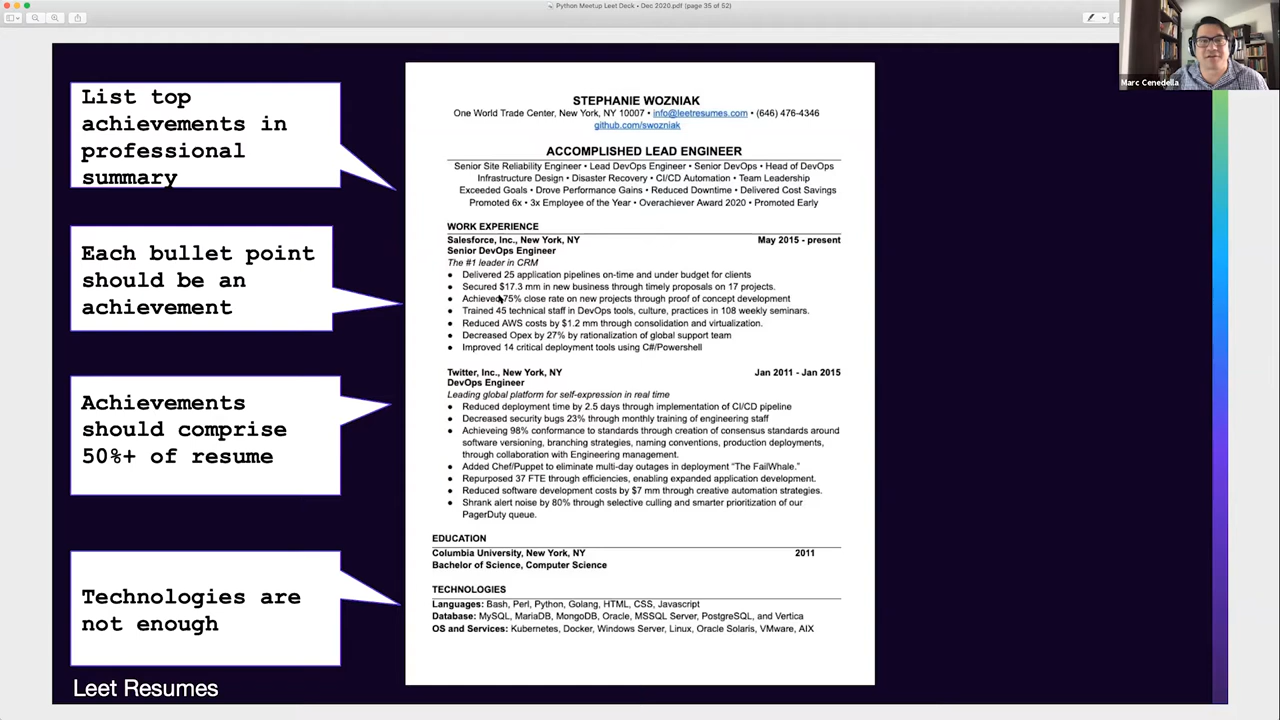 Python Meetup Leet Deck • Dec 2020.pdf (page 35 of 52)
Marc Cenedella
List top
achievements in
professional
summary
Each bullet point
should be an
achievement
Achievements
should comprise
50%+ of resume
Technologies are
not enough
Leet Resumes
STEPHANIE WOZNIAK
One World Trade Center, New York, NY 10007 • info@leetresumes.com • (646) 476-4346
github.com/swozniak
ACCOMPLISHED LEAD ENGINEER
Senior Site Reliability Engineer • Lead DevOps Engineer • Senior DevOps • Head of DevOps
Infrastructure Design • Disaster Recovery • CI/CD Automation • Team Leadership
Exceeded Goals • Drove Performance Gains • Reduced Downtime • Delivered Cost Savings
Promoted 6x • 3x Employee of the Year • Overachiever Award 2020 • Promoted Early
WORK EXPERIENCE
Salesforce, Inc., New York, NY May 2015 - present
Senior DevOps Engineer
The #1 leader in CRM
● Delivered 25 application pipelines on-time and under budget for clients
● Secured $17.3 mm in new business through timely proposals on 17 projects.
● Achieved 75% close rate on new projects through proof of concept development
● Trained 45 technical staff in DevOps tools, culture, practices in 108 weekly seminars.
● Reduced AWS costs by $1.2 mm through consolidation and virtualization.
● Decreased Opex by 27% by rationalization of global support team
● Improved 14 critical deployment tools using C#/Powershell
Twitter, Inc., New York, NY Jan 2011 - Jan 2015
DevOps Engineer
Leading global platform for self-expression in real time
● Reduced deployment time by 2.5 days through implementation of CI/CD pipeline
● Decreased security bugs 23% through monthly training of engineering staff
● Achieveing 98% conformance to standards through creation of consensus standards around
software versioning, branching strategies, naming conventions, production deployments,
through collaboration with Engineering management.
● Added Chef/Puppet to eliminate multi-day outages in deployment “The FailWhale.”
● Repurposed 37 FTE through efficiencies, enabling expanded application development.
● Reduced software development costs by $7 mm through creative automation strategies.
● Shrank alert noise by 80% through selective culling and smarter prioritization of our
PagerDuty queue.
EDUCATION
Columbia University, New York, NY 2011
Bachelor of Science, Computer Science
TECHNOLOGIES
Languages: Bash, Perl, Python, Golang, HTML, CSS, Javascript
Database: MySQL, MariaDB, MongoDB, Oracle, MSSQL Server, PostgreSQL, and Vertica
OS and Services: Kubernetes, Docker, Windows Server, Linux, Oracle Solaris, VMware, AIX